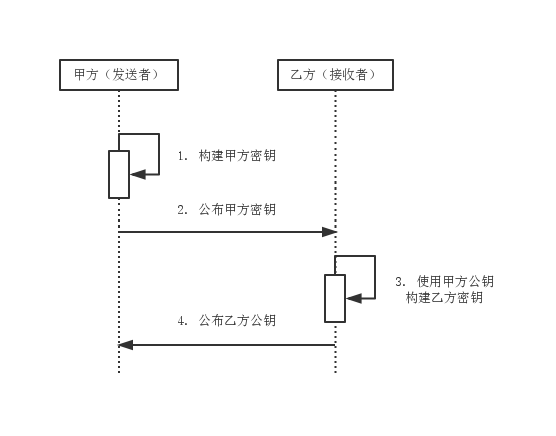 甲方（发送者）
乙方（接收者）
1. 构建甲方密钥
2. 公布甲方密钥
3. 使用甲方公钥
构建乙方密钥
4. 公布乙方公钥